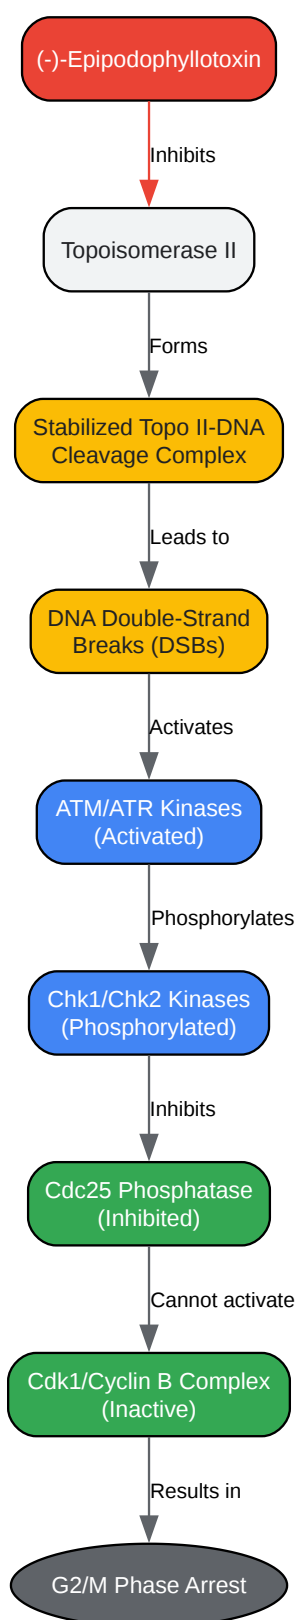 (-)-Epipodophyllotoxin
Inhibits
Topoisomerase II
Forms
Stabilized Topo II-DNA
Cleavage Complex
Leads to
DNA Double-Strand
Breaks (DSBs)
Activates
ATM/ATR Kinases
(Activated)
Phosphorylates
Chk1/Chk2 Kinases
(Phosphorylated)
Inhibits
Cdc25 Phosphatase
(Inhibited)
Cannot activate
Cdk1/Cyclin B Complex
(Inactive)
Results in
G2/M Phase Arrest